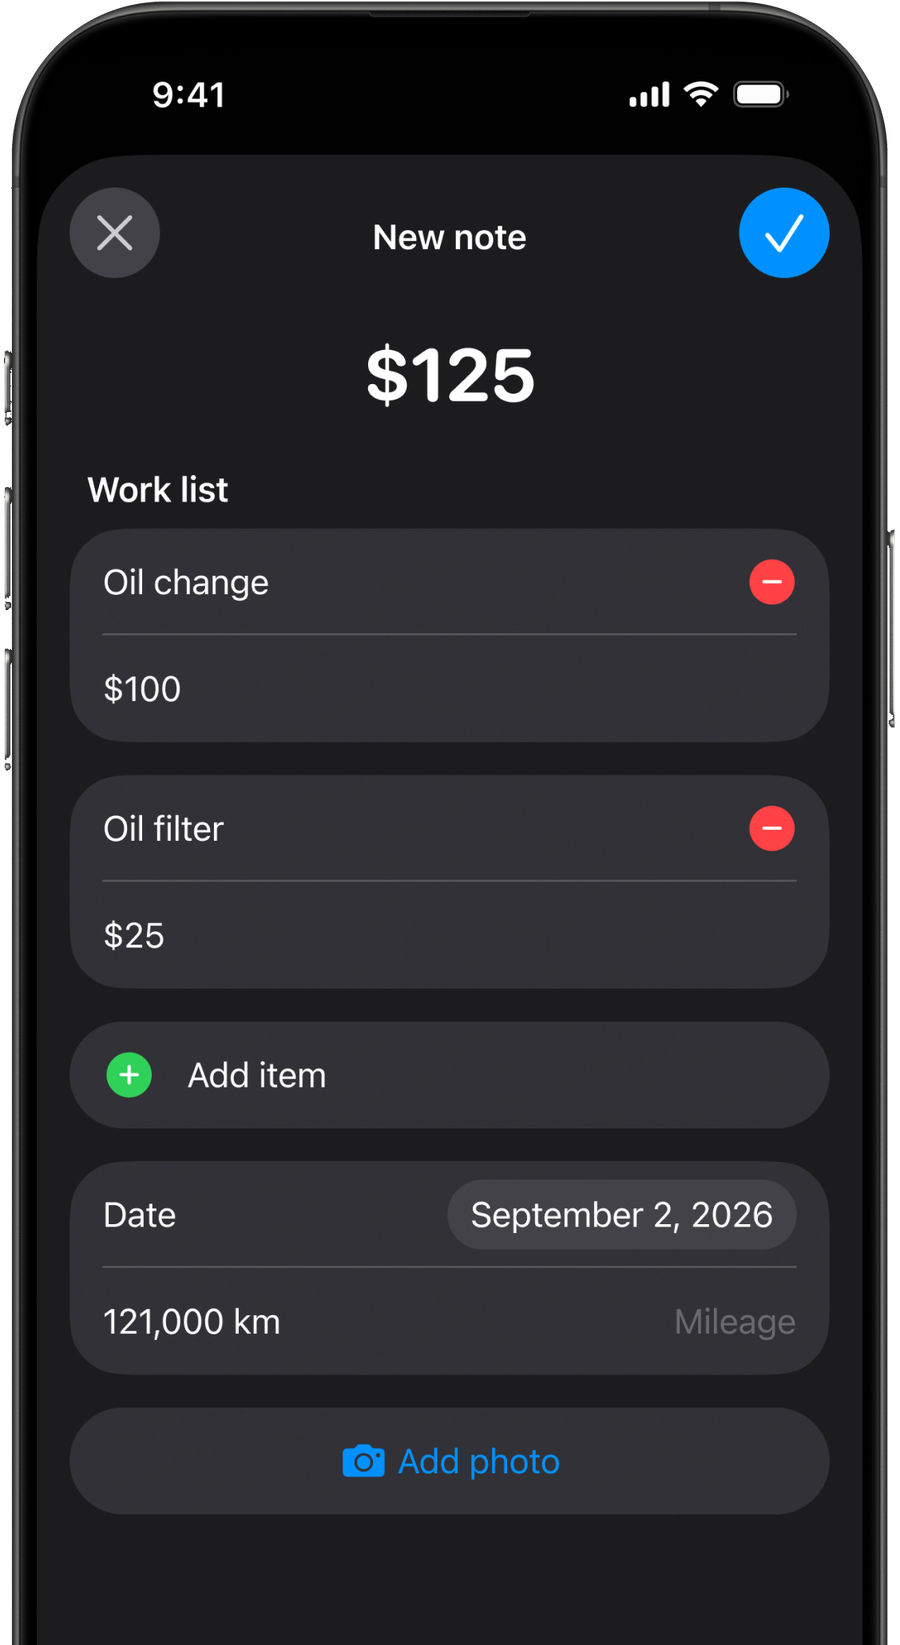 9:41
New note
$125
Work list
Oil change
$100
Oil filter
$25
Add item
Date September 2, 2026
121,000 km Mileage
Add photo